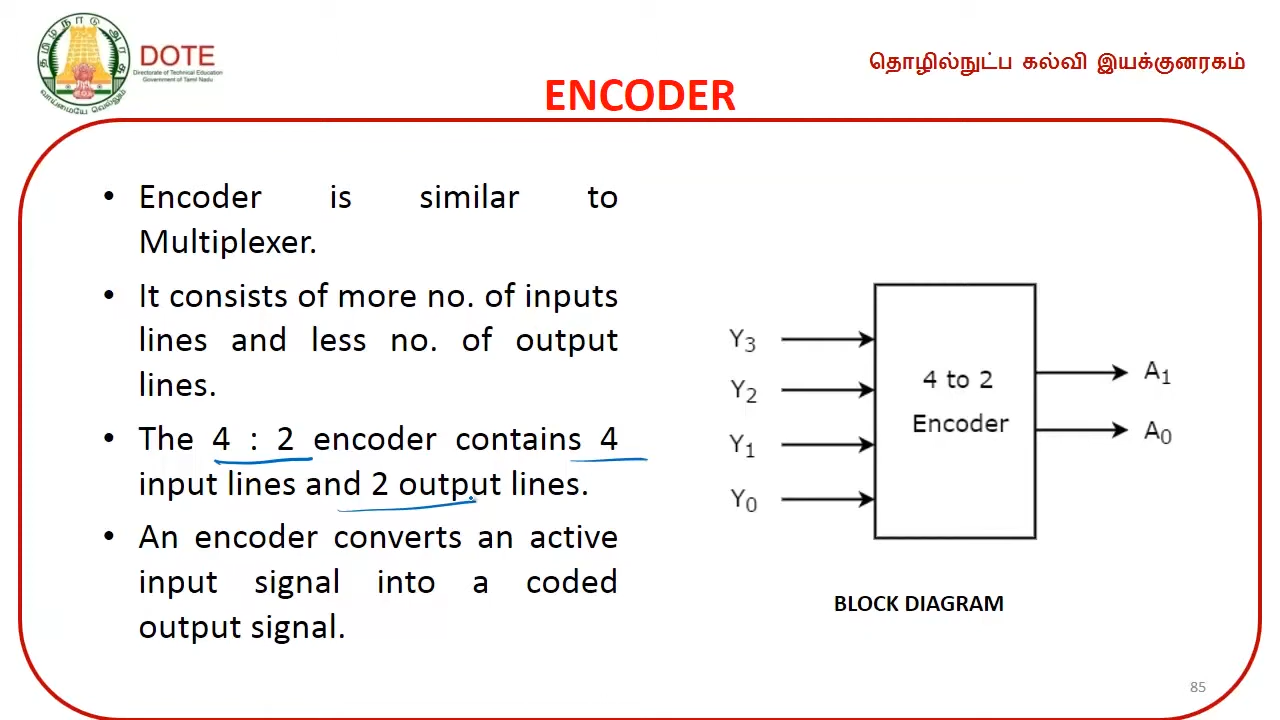 தமிழ்நாடு அரசு
வாய்மையே வெல்லும்
DOTE
Directorate of Technical Education
Government of Tamil Nadu
தொழில்நுட்ப கல்வி இயக்குனரகம்
ENCODER
• Encoder is similar to
Multiplexer.
• It consists of more no. of inputs
lines and less no. of output
lines.
• The 4 : 2 encoder contains 4
input lines and 2 output lines.
• An encoder converts an active
input signal into a coded
output signal.
Y3
Y2
Y1
Y0
4 to 2
Encoder
A1
A0
BLOCK DIAGRAM
85